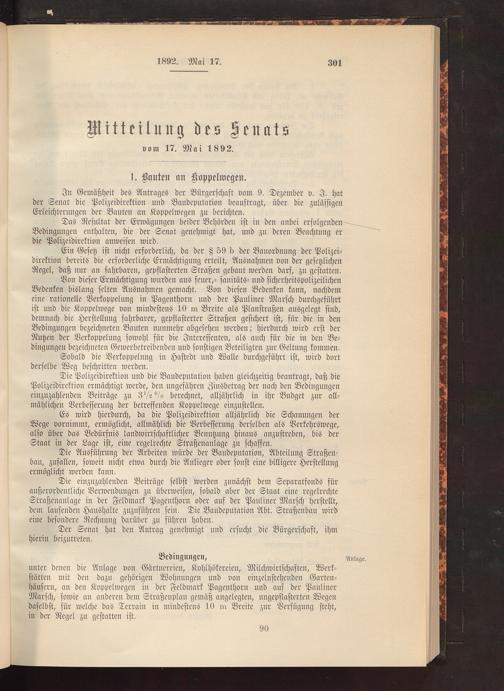 1892. Mai 17.
301
Mitteilung des Senats
vom 17. Mai 1892.
1. Bauten an Koppelwegen.
In Gemäßheit des Antrages der Bürgerschaft vom 9. Dezember v. J. hat
der Senat die Polizeidirektion und Baudeputation beauftragt, über die zulässigen
Erleichterungen der Bauten an Koppelwegen zu berichten.
Das Resultat der Erwägungen beider Behörden ist in den anbei erfolgenden
Bedingungen enthalten, die der Senat genehmigt hat, und zu deren Beachtung er
die Polizeidirektion anweisen wird.
Ein Gesetz ist nicht erforderlich, da der § 59 b der Bauordnung der Polizei-
direktion bereits die erforderliche Ermächtigung erteilt, Ausnahmen von der gesetzlichen
Regel, daß nur an fahrbaren, gepflasterten Straßen gebaut werden darf, zu gestatten.
Von dieser Ermächtigung wurden aus feuer-, sanitäts- und sicherheitspolizeilichen
Bedenken bislang selten Ausnahmen gemacht. Von diesen Bedenken kann, nachdem
eine rationelle Verkoppelung in Pagenthorn und der Pauliner Marsch durchgeführt
ist und die Koppelwege von mindestens 10 m Breite als Planstraßen ausgelegt sind,
demnach die Herstellung fahrbarer, gepflasterter Straßen gesichert ist, für die in den
Bedingungen bezeichneten Bauten nunmehr abgesehen werden; hierdurch wird erst der
Nutzen der Verkoppelung sowohl für die Interessenten, als auch für die in den Be-
dingungen bezeichneten Gewerbetreibenden und sonstigen Beteiligten zur Geltung kommen.
Sobald die Verkoppelung in Hastedt und Walle durchgeführt ist, wird dort
derselbe Weg beschritten werden.
Die Polizeidirektion und die Baudeputation haben gleichzeitig beantragt, daß die
Polizeidirektion ermächtigt werde, den ungefähren Zinsbetrag der nach den Bedingungen
einzuzahlenden Beiträge zu 3½ % berechnet, alljährlich in ihr Budget zur all-
mählichen Verbesserung der betreffenden Koppelwege einzustellen.
Es wird hierdurch, da die Polizeidirektion alljährlich die Schauungen der
Wege vornimmt, ermöglicht, allmählich die Verbesserung derselben als Verkehrswege,
also über das Bedürfnis landwirtschaftlicher Benutzung hinaus anzustreben, bis der
Staat in der Lage ist, eine regelrechte Straßenanlage zu schaffen.
Die Ausführung der Arbeiten würde der Baudeputation, Abteilung Straßen-
bau, zufallen, soweit nicht etwa durch die Anlieger oder sonst eine billigere Herstellung
ermöglicht werden kann.
Die einzuzahlenden Beiträge selbst werden zunächst dem Separatfonds für
außerordentliche Verwendungen zu überweisen, sobald aber der Staat eine regelrechte
Straßenanlage in der Feldmark Pagenthorn oder auf der Pauliner Marsch herstellt,
dem laufenden Haushalte zuzuführen sein. Die Baudeputation Abt. Straßenbau wird
eine besondere Rechnung darüber zu führen haben.
Der Senat hat den Antrag genehmigt und ersucht die Bürgerschaft, ihm
hierin beizutreten.
Bedingungen,
Anlage.
unter denen die Anlage von Gärtnereien, Kohlhökereien, Milchwirtschaften, Werk-
stätten mit den dazu gehörigen Wohnungen und von einzelnstehenden Garten-
häusern, an den Koppelwegen in der Feldmark Pagenthorn und auf der Pauliner
Marsch, sowie an anderen dem Straßenplan gemäß angelegten, ungepflasterten Wegen
daselbst, für welche das Terrain in mindestens 10 m Breite zur Verfügung steht,
in der Regel zu gestatten ist.
90